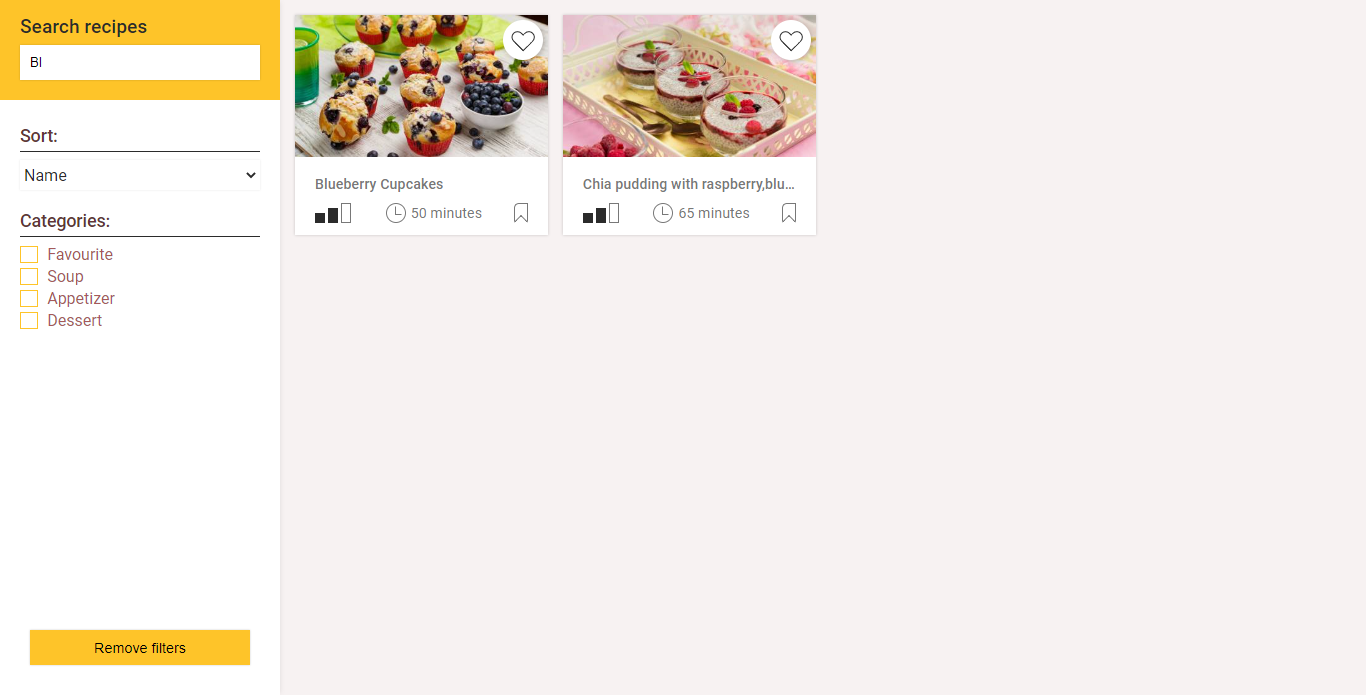 Search recipes
Bl
Sort:
Name
Categories:
Favourite
Soup
Appetizer
Dessert
Remove filters
Blueberry Cupcakes
50 minutes
Chia pudding with raspberry,blu...
65 minutes